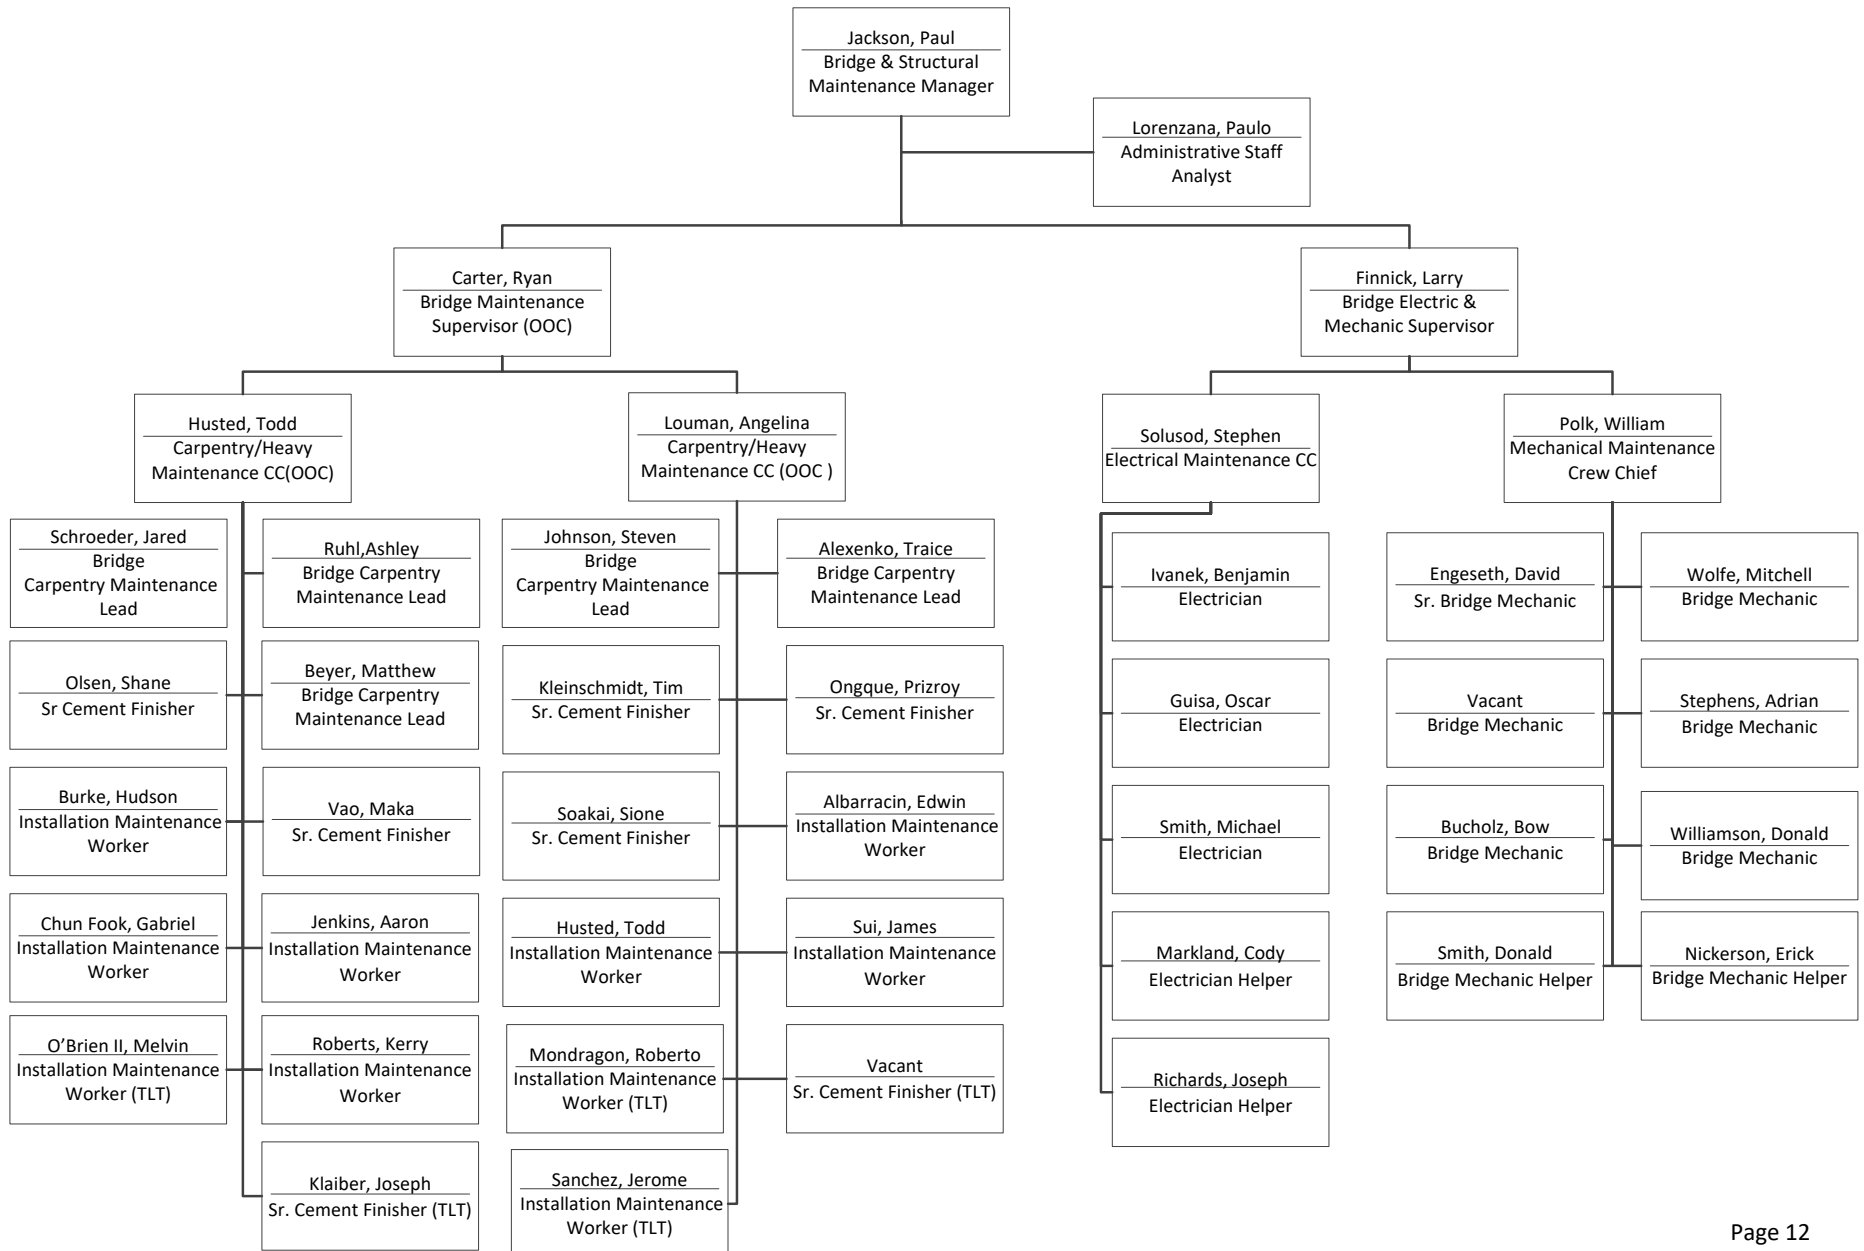 Jackson, Paul
Bridge & Structural
Maintenance Manager
Lorenzana, Paulo
Administrative Staff
Analyst
Carter, Ryan
Bridge Maintenance
Supervisor (OOC)
Finnick, Larry
Bridge Electric &
Mechanic Supervisor
Husted, Todd
Carpentry/Heavy
Maintenance CC(OOC)
Louman, Angelina
Carpentry/Heavy
Maintenance CC (OOC )
Solusod, Stephen
Electrical Maintenance CC
Polk, William
Mechanical Maintenance
Crew Chief
Schroeder, Jared
Bridge
Carpentry Maintenance
Lead
Ruhl,Ashley
Bridge Carpentry
Maintenance Lead
Johnson, Steven
Bridge
Carpentry Maintenance
Lead
Alexenko, Traice
Bridge Carpentry
Maintenance Lead
Ivanek, Benjamin
Electrician
Engeseth, David
Sr. Bridge Mechanic
Wolfe, Mitchell
Bridge Mechanic
Olsen, Shane
Sr Cement Finisher
Beyer, Matthew
Bridge Carpentry
Maintenance Lead
Kleinschmidt, Tim
Sr. Cement Finisher
Ongque, Prizroy
Sr. Cement Finisher
Guisa, Oscar
Electrician
Vacant
Bridge Mechanic
Stephens, Adrian
Bridge Mechanic
Burke, Hudson
Installation Maintenance
Worker
Vao, Maka
Sr. Cement Finisher
Soakai, Sione
Sr. Cement Finisher
Albarracin, Edwin
Installation Maintenance
Worker
Smith, Michael
Electrician
Bucholz, Bow
Bridge Mechanic
Williamson, Donald
Bridge Mechanic
Chun Fook, Gabriel
Installation Maintenance
Worker
Jenkins, Aaron
Installation Maintenance
Worker
Husted, Todd
Installation Maintenance
Worker
Sui, James
Installation Maintenance
Worker
Markland, Cody
Electrician Helper
Smith, Donald
Bridge Mechanic Helper
Nickerson, Erick
Bridge Mechanic Helper
O’Brien II, Melvin
Installation Maintenance
Worker (TLT)
Roberts, Kerry
Installation Maintenance
Worker
Mondragon, Roberto
Installation Maintenance
Worker (TLT)
Vacant
Sr. Cement Finisher (TLT)
Richards, Joseph
Electrician Helper
Klaiber, Joseph
Sr. Cement Finisher (TLT)
Sanchez, Jerome
Installation Maintenance
Worker (TLT)
Page 12